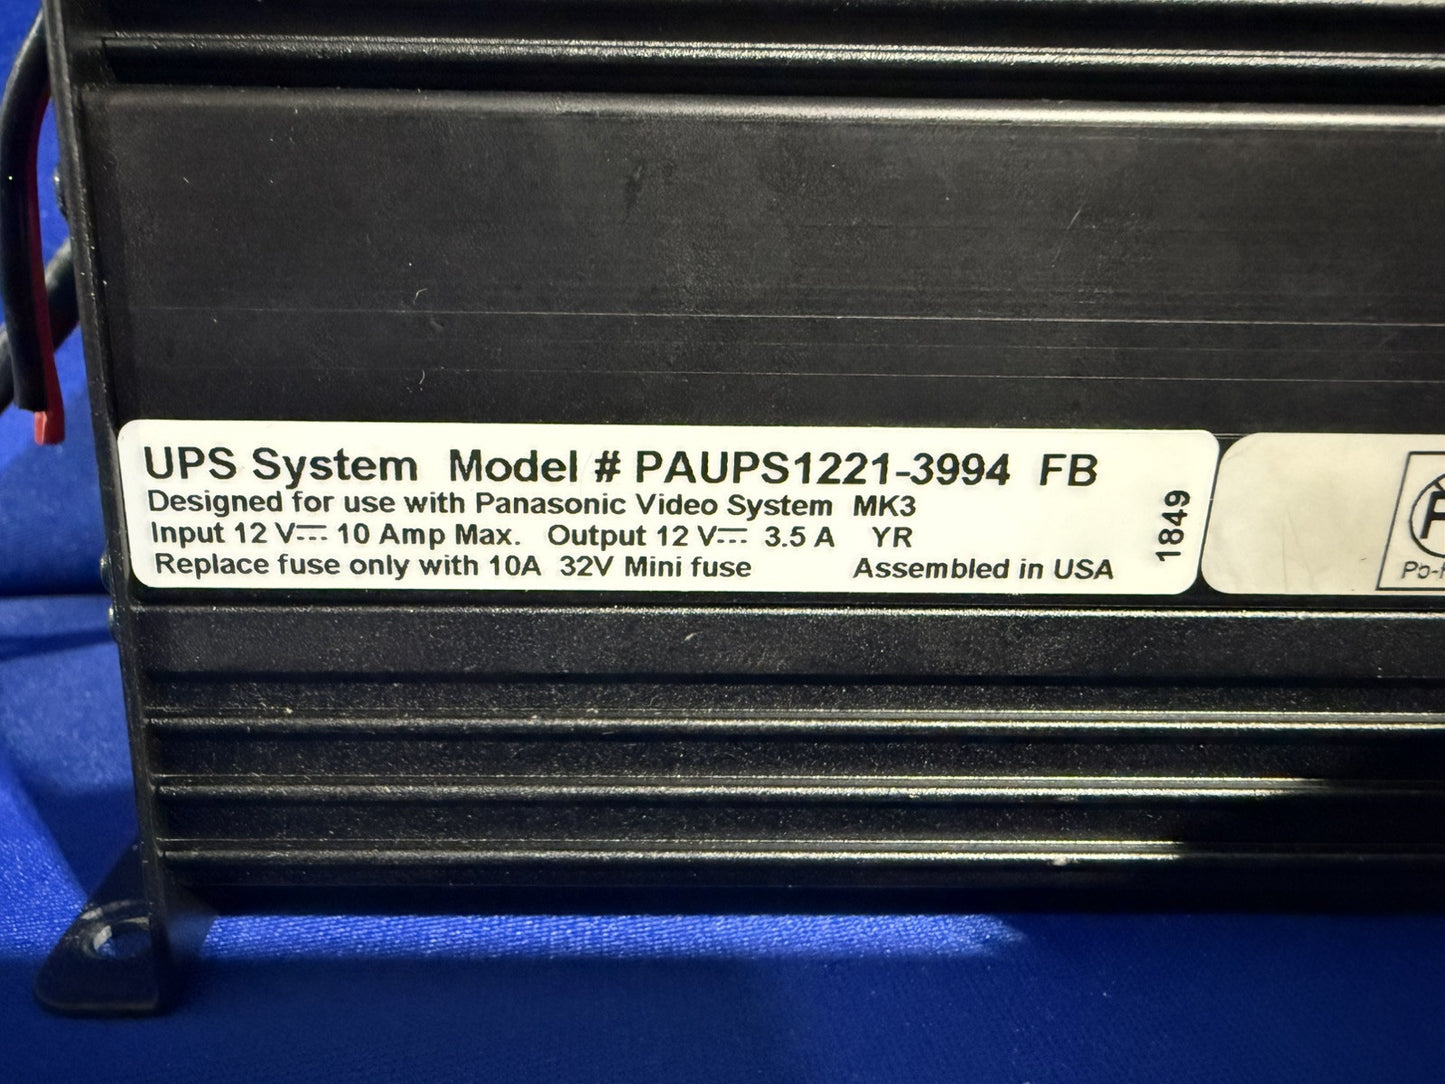 UPS System Model # PAUPS1221-3994 FB
Designed for use with Panasonic Video System MK3
Input 12 V⎓ 10 Amp Max. Output 12 V⎓ 3.5 A YR
Replace fuse only with 10A 32V Mini fuse Assembled in USA
1849